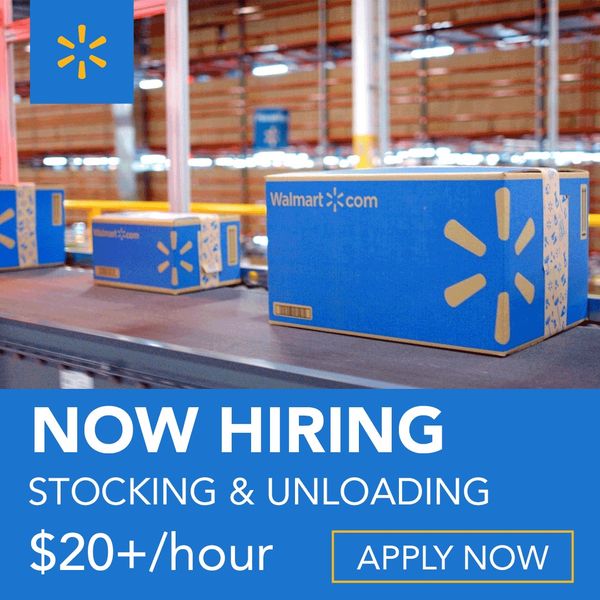 Walmart com
Walmart com
NOW HIRING
STOCKING & UNLOADING
$20+/hour
APPLY NOW